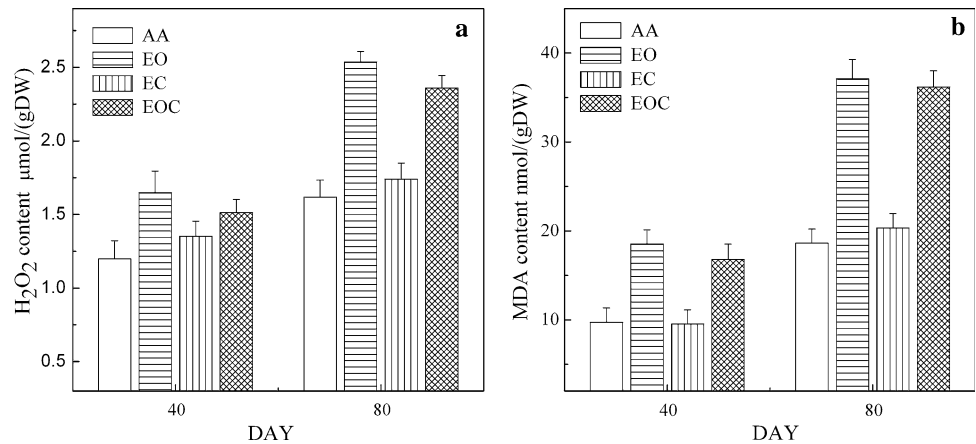 a
AA
EO
EC
EOC
H₂O₂ content μmol/(gDW)
2.5
2.0
1.5
1.0
0.5
40
80
DAY
b
AA
EO
EC
EOC
MDA content nmol/(gDW)
40
30
20
10
40
80
DAY